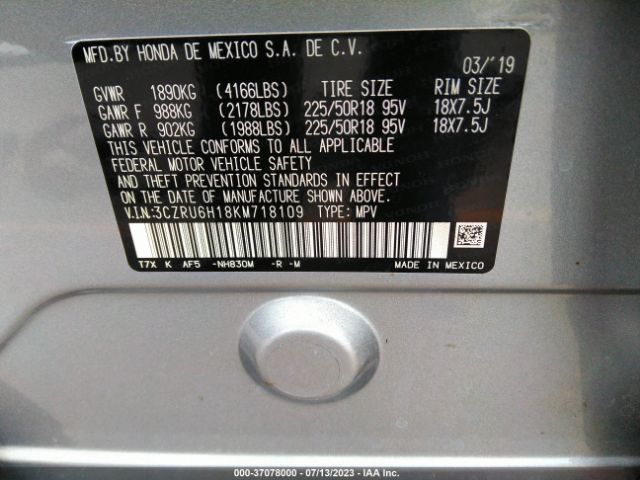 MFD.BY HONDA DE MEXICO S.A. DE C.V.
03/'19
GVWR 1890KG (4166LBS) TIRE SIZE RIM SIZE
GAWR F 988KG (2178LBS) 225/50R18 95V 18X7.5J
GAWR R 902KG (1988LBS) 225/50R18 95V 18X7.5J
THIS VEHICLE CONFORMS TO ALL APPLICABLE
FEDERAL MOTOR VEHICLE SAFETY
AND THEFT PREVENTION STANDARDS IN EFFECT
ON THE DATE OF MANUFACTURE SHOWN ABOVE.
V.I.N:3CZRU6H18KM718109 TYPE: MPV
T7X K AF5 -NH830M -R -M MADE IN MEXICO
000-37078000 - 07/13/2023 - IAA Inc.